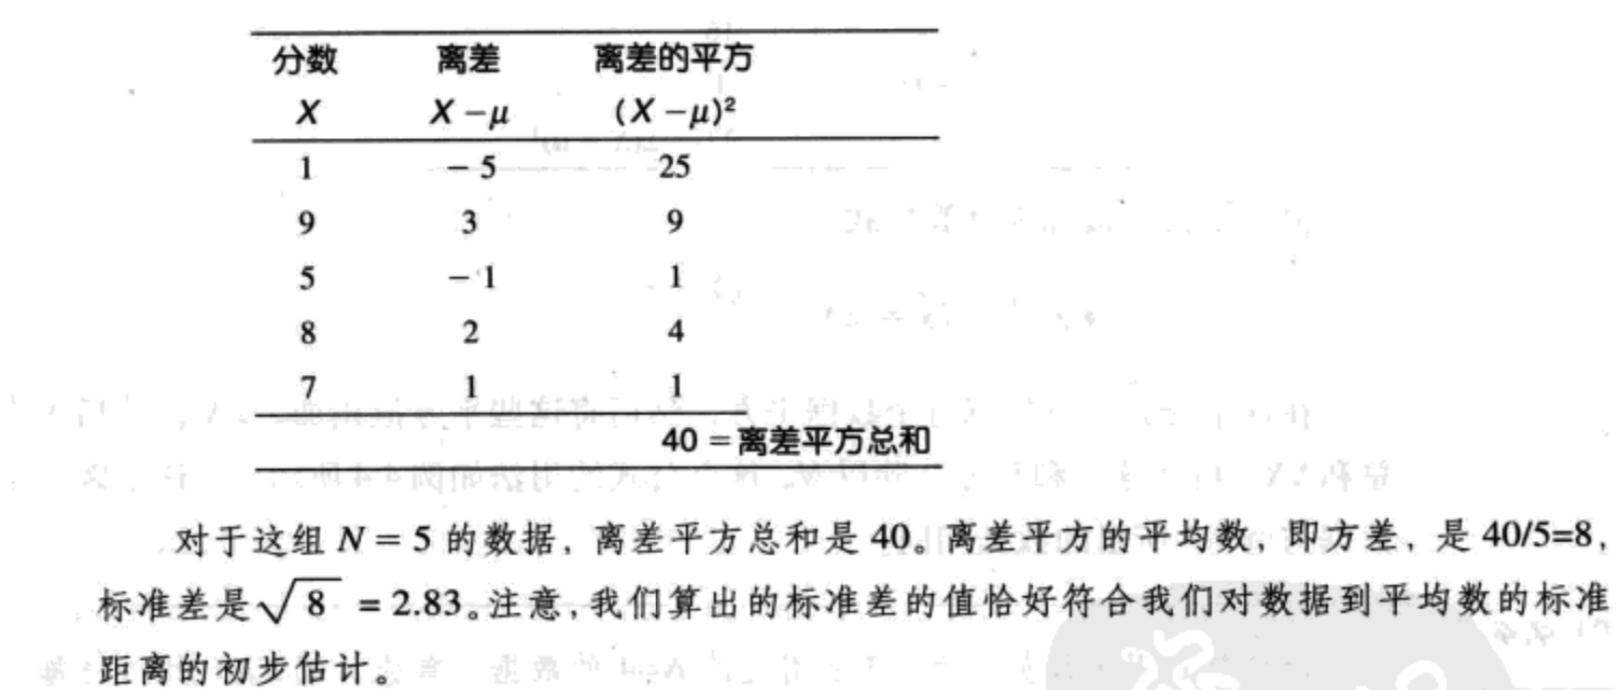 分数 离差 离差的平方
X X－μ (X－μ)²
1 －5 25
9 3 9
5 －1 1
8 2 4
7 1 1
40＝离差平方总和
对于这组 N = 5 的数据，离差平方总和是 40。离差平方的平均数，即方差，是 40/5=8，
标准差是√8 = 2.83。注意，我们算出的标准差的值恰好符合我们对数据到平均数的标准
距离的初步估计。